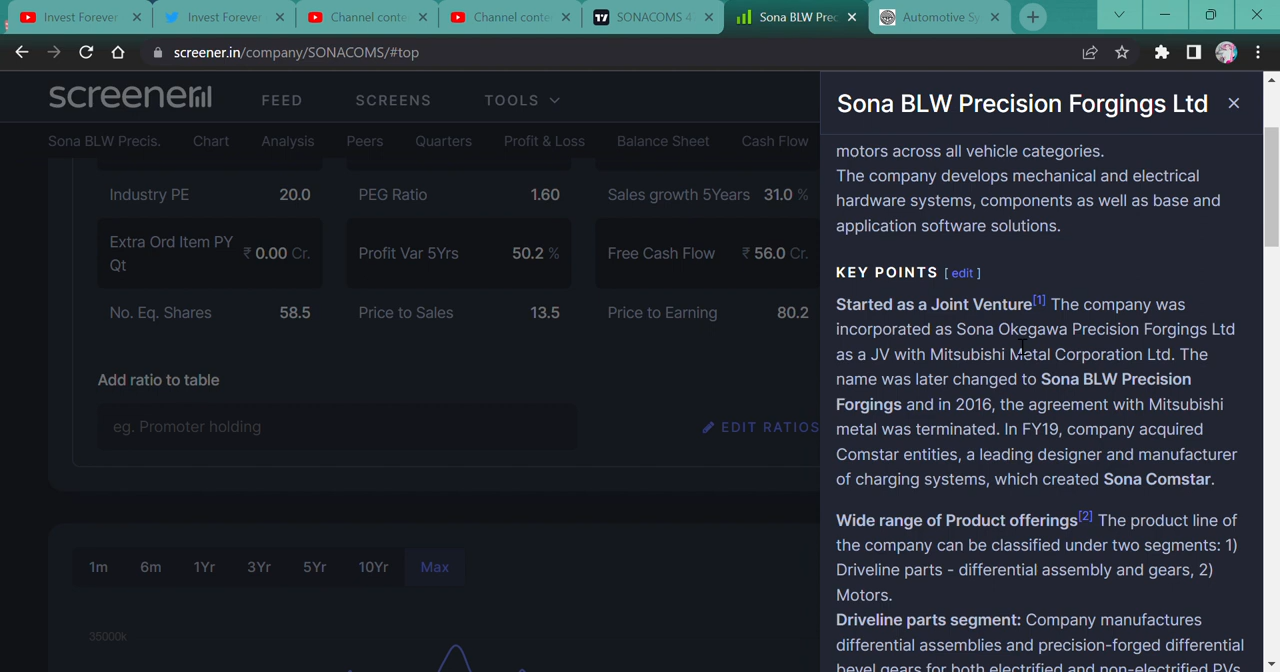 Invest Forever
Invest Forever
Channel conte
Channel conte
SONACOMS 4
Sona BLW Prec
Automotive Sy
screener.in/company/SONACOMS/#top
screener
FEED
SCREENS
TOOLS
Sona BLW Precis.
Chart
Analysis
Peers
Quarters
Profit & Loss
Balance Sheet
Cash Flow
Industry PE 20.0
PEG Ratio 1.60
Sales growth 5Years 31.0 %
Extra Ord Item PY
Qt
₹ 0.00 Cr.
Profit Var 5Yrs 50.2 %
Free Cash Flow ₹ 56.0 Cr.
No. Eq. Shares 58.5
Price to Sales 13.5
Price to Earning 80.2
Add ratio to table
eg. Promoter holding
EDIT RATIOS
1m 6m 1Yr 3Yr 5Yr 10Yr Max
35000k
Sona BLW Precision Forgings Ltd
motors across all vehicle categories.
The company develops mechanical and electrical
hardware systems, components as well as base and
application software solutions.
KEY POINTS [ edit ]
Started as a Joint Venture[1] The company was
incorporated as Sona Okegawa Precision Forgings Ltd
as a JV with Mitsubishi Metal Corporation Ltd. The
name was later changed to Sona BLW Precision
Forgings and in 2016, the agreement with Mitsubishi
metal was terminated. In FY19, company acquired
Comstar entities, a leading designer and manufacturer
of charging systems, which created Sona Comstar.
Wide range of Product offerings[2] The product line of
the company can be classified under two segments: 1)
Driveline parts - differential assembly and gears, 2)
Motors.
Driveline parts segment: Company manufactures
differential assemblies and precision-forged differential
bevel gears for both electrified and non-electrified PVs